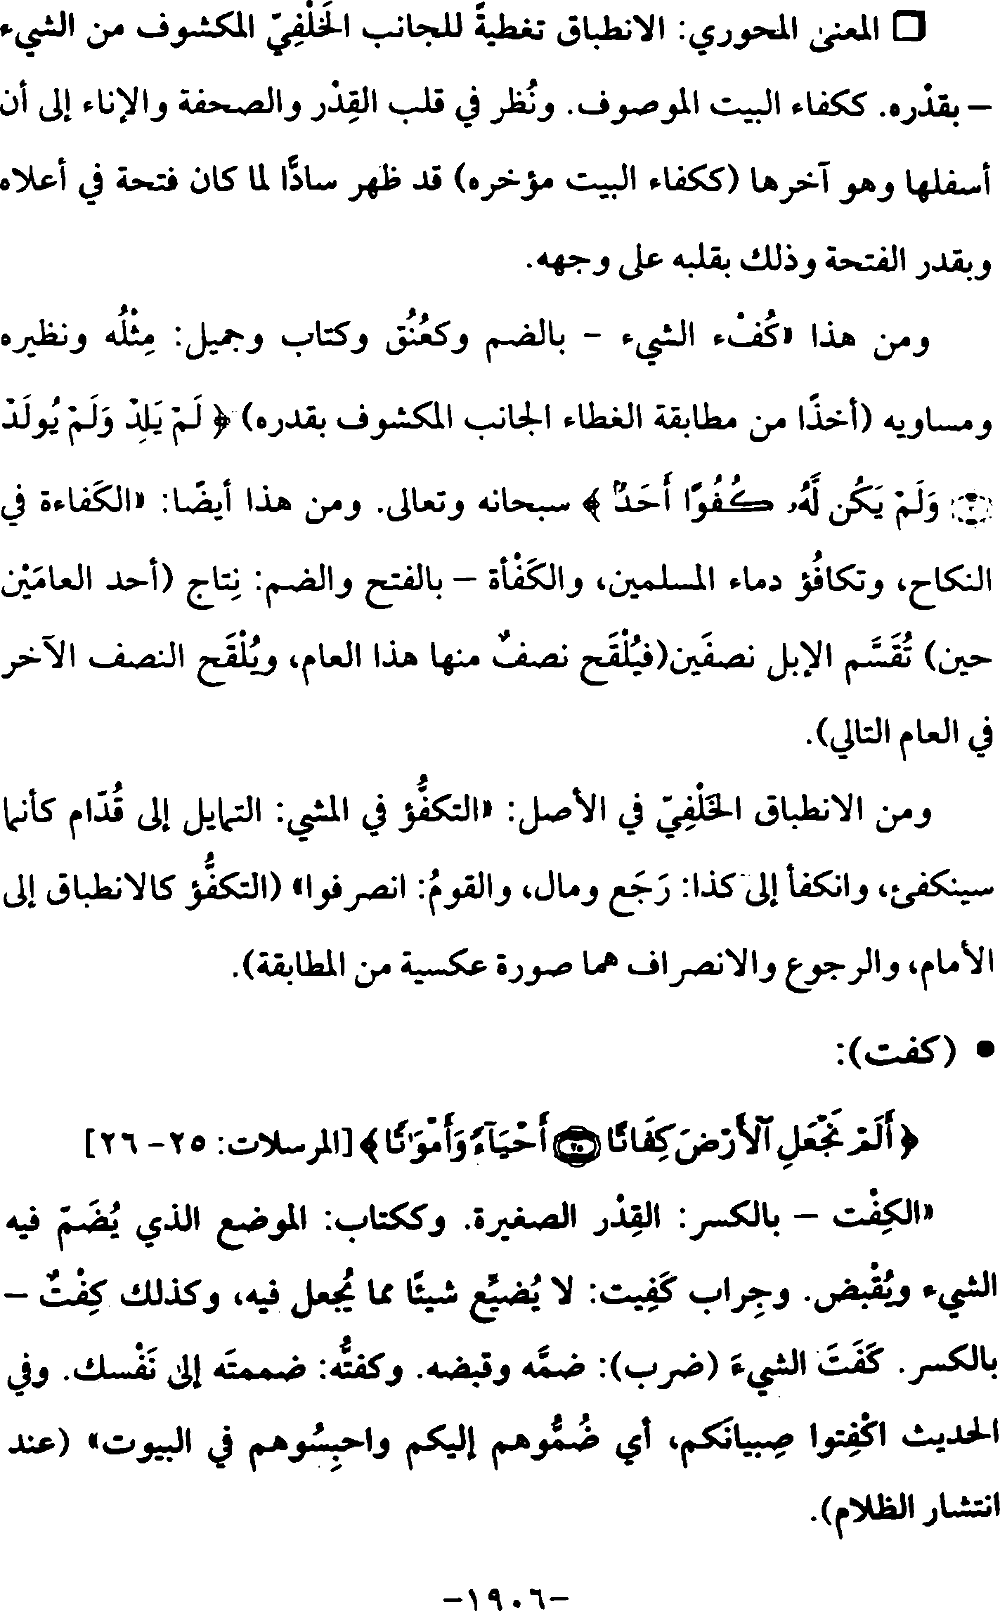 ❒ المعنى المحوري: الانطباق تغطيةً للجانب الخَلْفِيّ المكشوف من الشيء
– بقدْره. ككفاء البيت الموصوف. ونُظر في قلب القِدْر والصحفة والإناء إلى أن
أسفلها وهو آخرها (ككفاء البيت مؤخره) قد ظهر سادًّا لما كان فتحة في أعلاه
وبقدر الفتحة وذلك بقلبه على وجهه.
ومن هذا «كُفْء الشيء – بالضم وكعُنُق وكتاب وجميل: مِثْلُه ونظيره
ومساويه (أخذًا من مطابقة الغطاء الجانب المكشوف بقدره) ﴿ لَمْ يَلِدْ وَلَمْ يُولَدْ
۝٣ وَلَمْ يَكُن لَّهُۥ كُفُوًا أَحَدٌۢ ﴾ سبحانه وتعالى. ومن هذا أيضًا: «الكَفاءة في
النكاح، وتكافُؤ دماء المسلمين، والكَفْأة – بالفتح والضم: نِتاج (أحد العامَيْن
حين) تُقَسَّم الإبل نصفَين(فيُلْقَح نصفٌ منها هذا العام، ويُلْقَح النصف الآخر
في العام التالي).
ومن الانطباق الخَلْفِيّ في الأصل: «التكفُّؤ في المشي: التمايل إلى قُدّام كأنما
سينكفئ، وانكفأ إلى كذا: رَجَع ومال، والقومُ: انصرفوا» (التكفُّؤ كالانطباق إلى
الأمام، والرجوع والانصراف هما صورة عكسية من المطابقة).
• (كفت):
﴿ أَلَمْ نَجْعَلِ ٱلْأَرْضَ كِفَاتًا ۝٢٥ أَحْيَآءً وَأَمْوَٰتًا ﴾ [المرسلات: ٢٥- ٢٦]
«الكِفْت – بالكسر: القِدْر الصغيرة. وككتاب: الموضع الذي يُضَمّ فيه
الشيء ويُقْبض. وجِراب كَفِيت: لا يُضيِّع شيئًا مما يُجعل فيه، وكذلك كِفْتٌ –
بالكسر. كَفَتَ الشيءَ (ضرب): ضمَّه وقبضه. وكفتُّه: ضممتَه إلى نَفْسك. وفي
الحديث اكْفِتوا صِبيانَكم، أي ضُمُّوهم إليكم واحبِسُوهم في البيوت» (عند
انتشار الظلام).
-١٩٠٦-